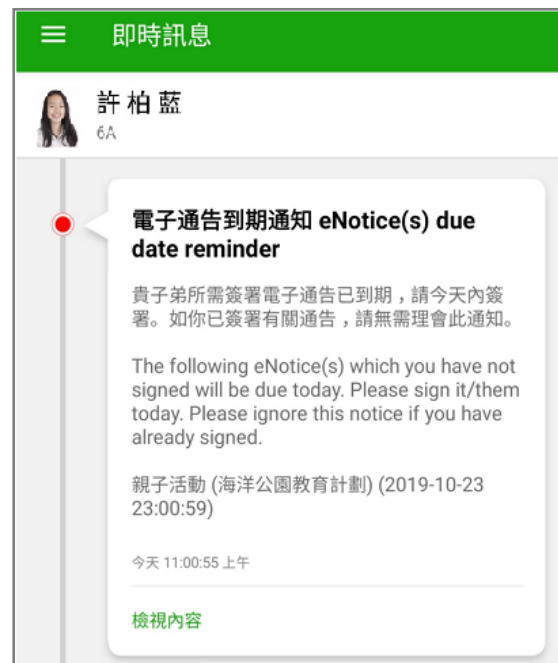 即時訊息
許柏藍
6A
電子通告到期通知 eNotice(s) due
date reminder
貴子弟所需簽署電子通告已到期，請今天內簽
署。如你已簽署有關通告，請無需理會此通知。
The following eNotice(s) which you have not
signed will be due today. Please sign it/them
today. Please ignore this notice if you have
already signed.
親子活動 (海洋公園教育計劃) (2019-10-23
23:00:59)
今天 11:00:55 上午
檢視內容